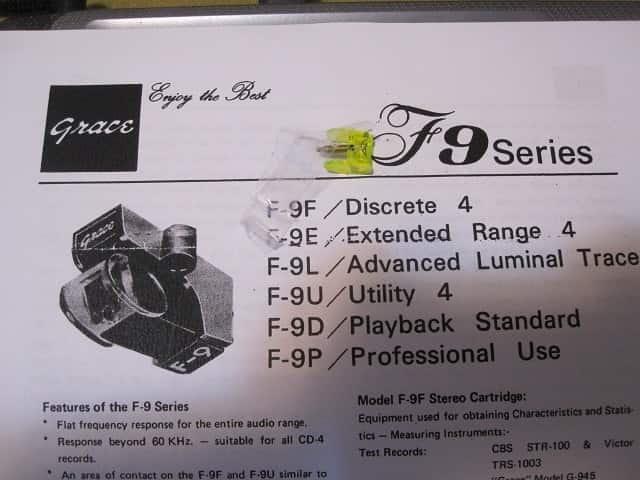 Grace
Enjoy the Best
F9 Series
F-9F / Discrete 4
F-9E / Extended Range 4
F-9L / Advanced Luminal Trace
F-9U / Utility 4
F-9D / Playback Standard
F-9P / Professional Use
Grace
F-9
Features of the F-9 Series
* Flat frequency response for the entire audio range.
* Response beyond 60 KHz. — suitable for all CD-4
records.
* An area of contact on the F-9F and F-9U similar to
Model F-9F Stereo Cartridge:
Equipment used for obtaining Characteristics and Statis-
tics — Measuring Instruments:-
Test Records: CBS STR-100 & Victor
TRS-1003
"Grace" Model G-945